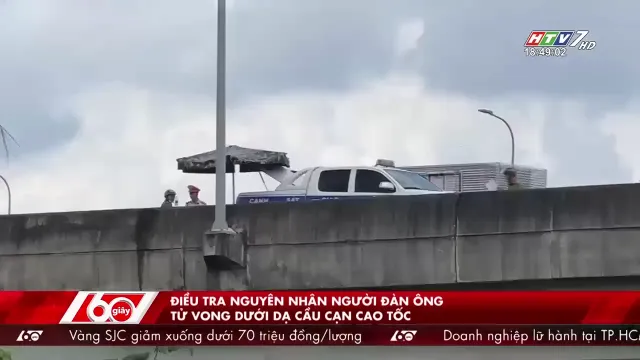 HTV7 HD
18:49:02
60 giây
ĐIỀU TRA NGUYÊN NHÂN NGƯỜI ĐÀN ÔNG
TỬ VONG DƯỚI DẠ CẦU CẠN CAO TỐC
60 Vàng SJC giảm xuống dưới 70 triệu đồng/lượng 60 Doanh nghiệp lữ hành tại TP.HC